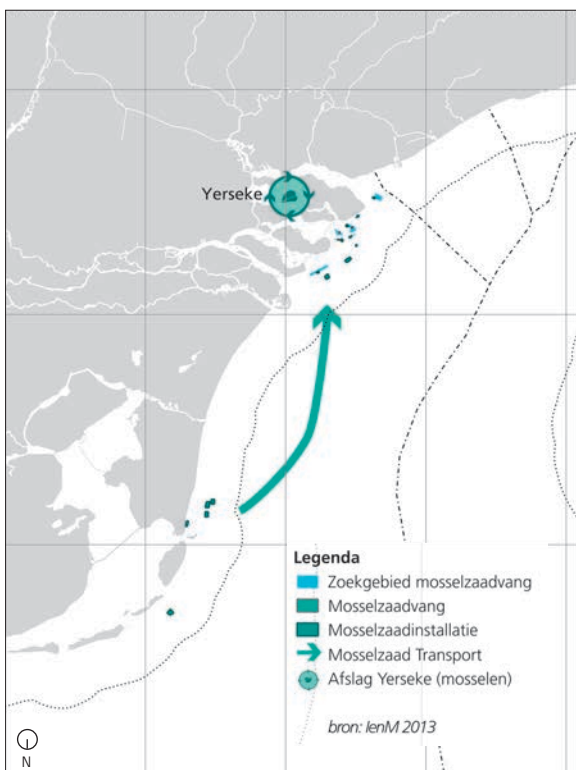 Yerseke
Legenda
Zoekgebied mosselzaadvang
Mosselzaadvang
Mosselzaadinstallatie
Mosselzaad Transport
Afslag Yerseke (mosselen)
bron: IenM 2013
N